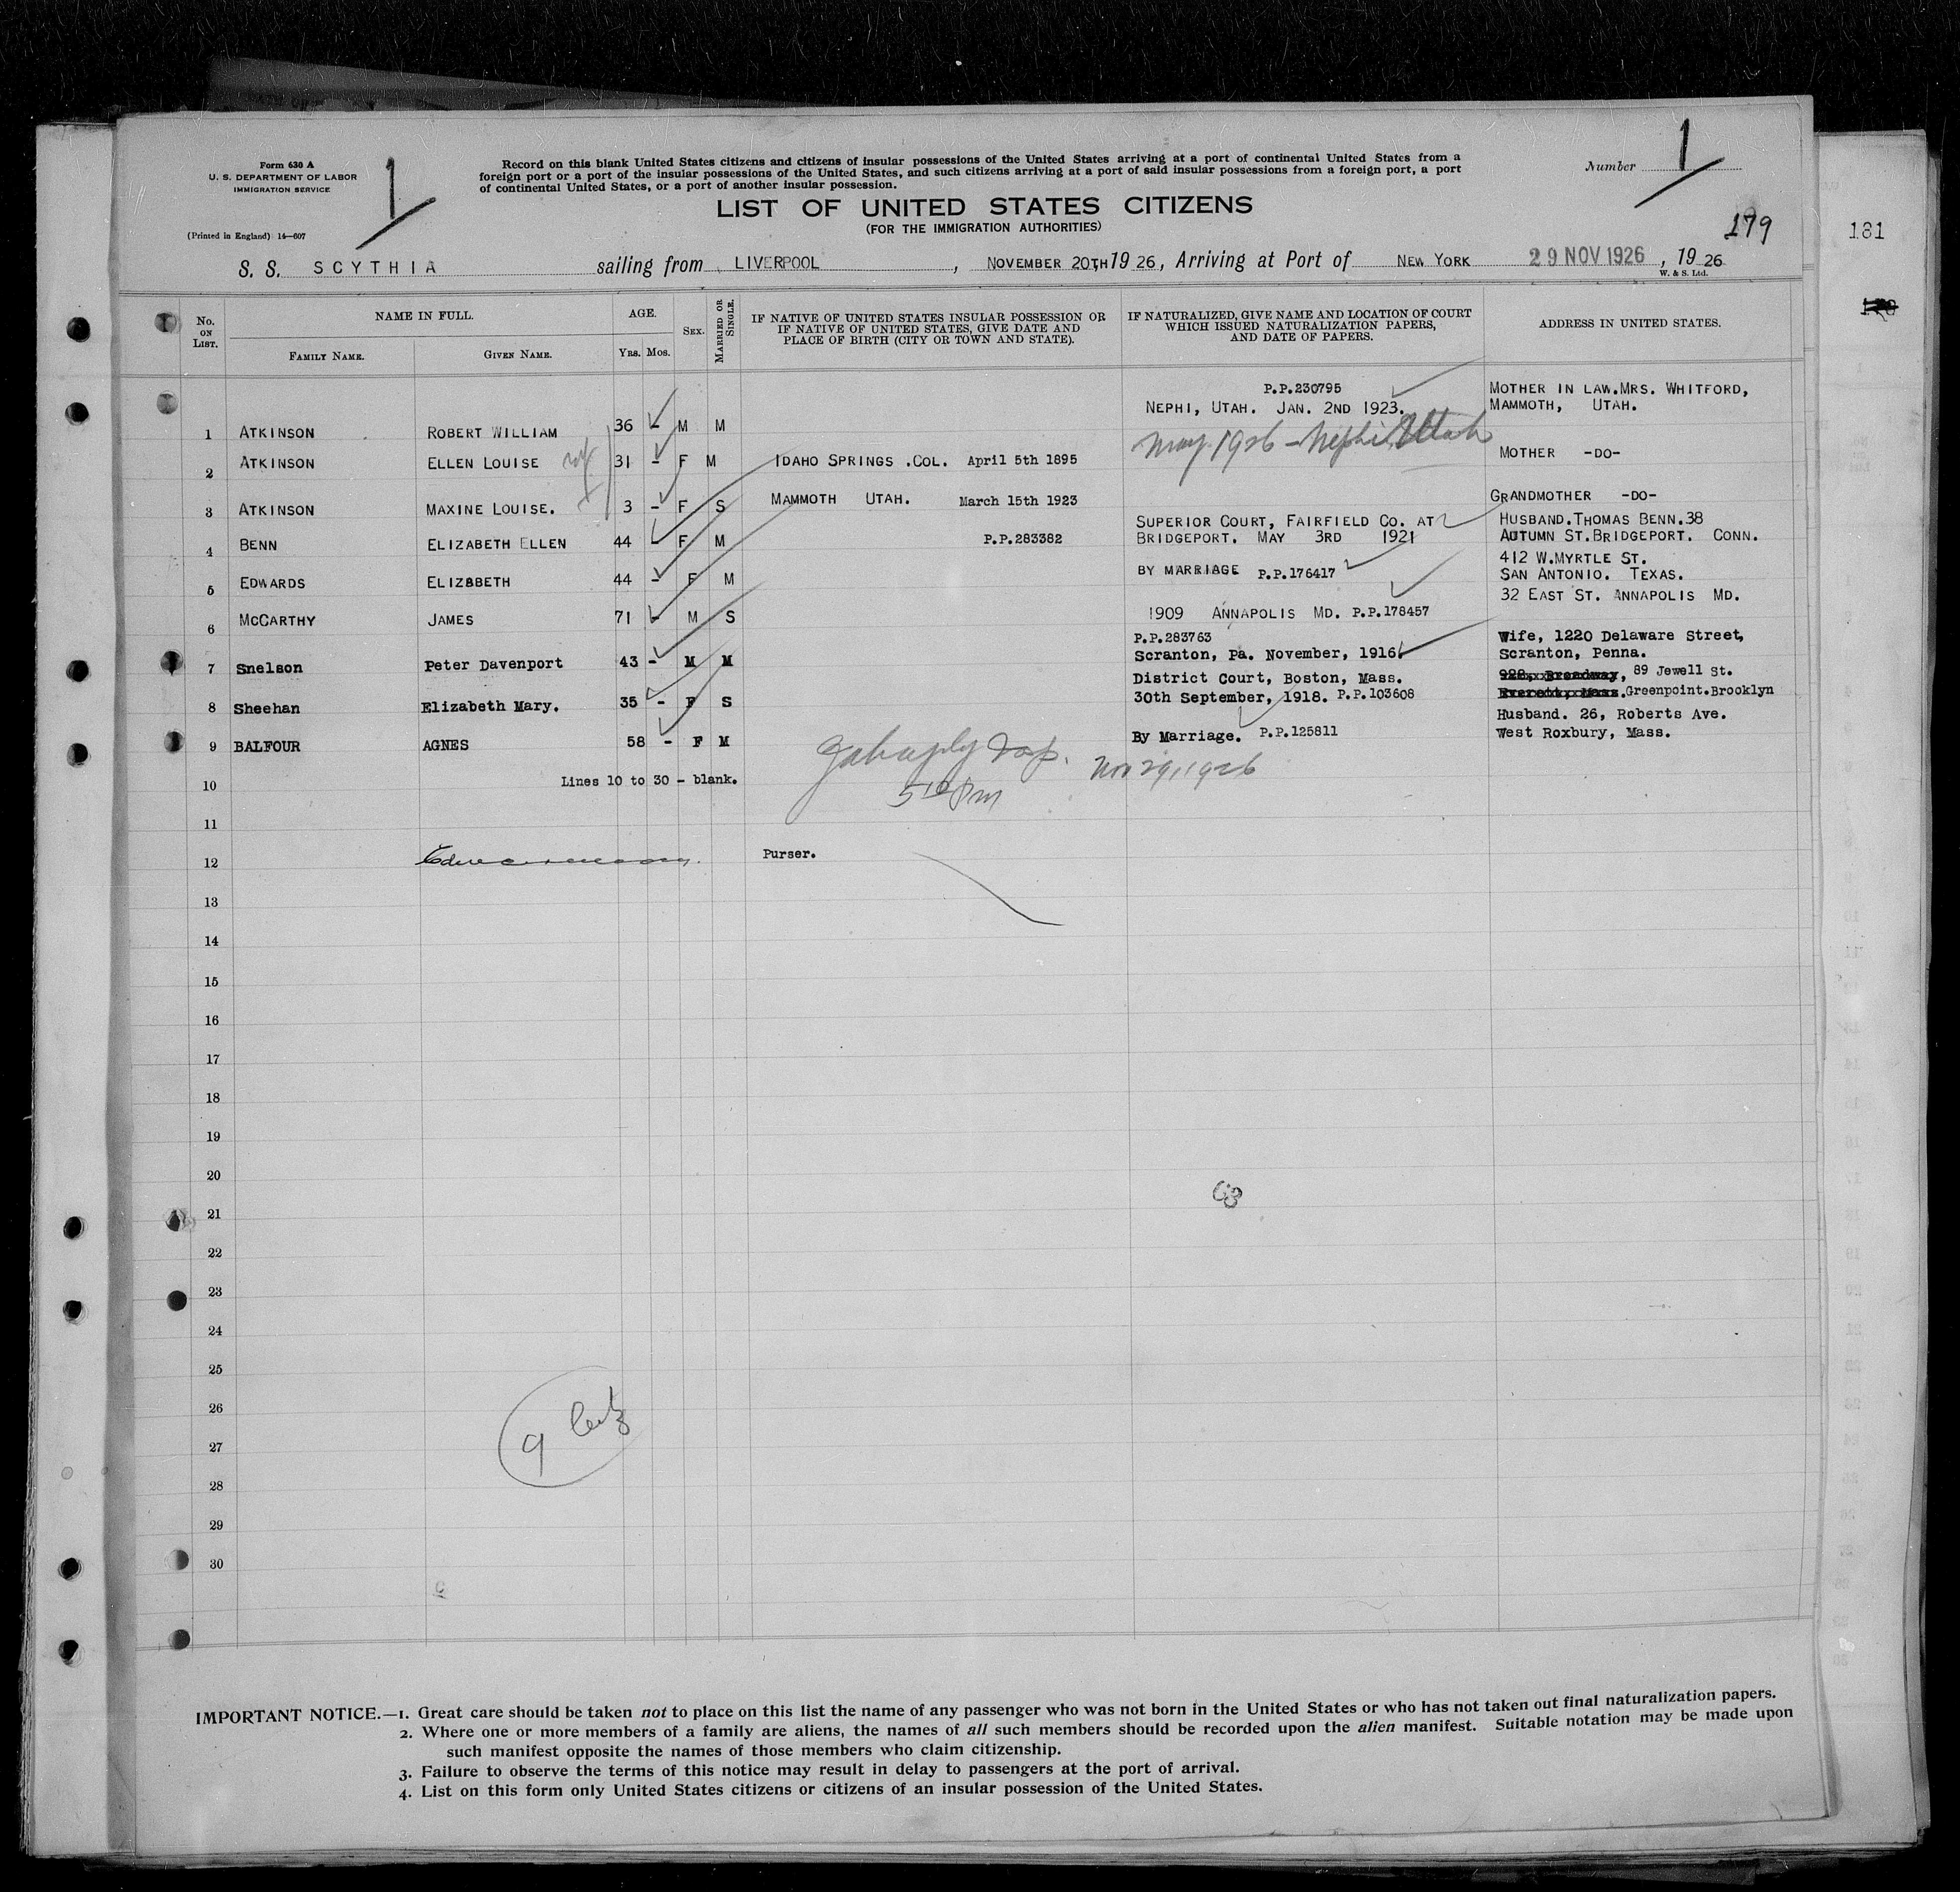 Form 630 A
U. S. DEPARTMENT OF LABOR
IMMIGRATION SERVICE
(Printed in England) 14—607
1
Record on this blank United States citizens and citizens of insular possessions of the United States arriving at a port of continental United States from a
foreign port or a port of the insular possessions of the United States, and such citizens arriving at a port of said insular possessions from a foreign port, a port
of continental United States, or a port of another insular possession.
Number 1
LIST OF UNITED STATES CITIZENS
(FOR THE IMMIGRATION AUTHORITIES)
179
181
S. S. SCYTHIA sailing from LIVERPOOL, NOVEMBER 20TH 1926, Arriving at Port of NEW YORK 29 NOV 1926, 1926
W. & S. Ltd.
No. ON LIST. NAME IN FULL. AGE. SEX. MARRIED OR SINGLE. IF NATIVE OF UNITED STATES INSULAR POSSESSION OR IF NATIVE OF UNITED STATES, GIVE DATE AND PLACE OF BIRTH (CITY OR TOWN AND STATE). IF NATURALIZED, GIVE NAME AND LOCATION OF COURT WHICH ISSUED NATURALIZATION PAPERS, AND DATE OF PAPERS. ADDRESS IN UNITED STATES.
FAMILY NAME. GIVEN NAME. YRS. MOS.
P.P.230795 MOTHER IN LAW.MRS. WHITFORD,
NEPHI, UTAH. JAN. 2ND 1923. MAMMOTH, UTAH.
1 ATKINSON ROBERT WILLIAM 36 - M M
May 1926 - Nephi, Utah
2 ATKINSON ELLEN LOUISE 31 - F M IDAHO SPRINGS .COL. April 5th 1895 MOTHER -DO-
3 ATKINSON MAXINE LOUISE. 3 - F S MAMMOTH UTAH. March 15th 1923 GRANDMOTHER -DO-
SUPERIOR COURT, FAIRFIELD CO. AT HUSBAND.THOMAS BENN.38
4 BENN ELIZABETH ELLEN 44 - F M P.P.283382 BRIDGEPORT. MAY 3RD 1921 AUTUMN ST.BRIDGEPORT. CONN.
412 W.MYRTLE ST.
5 EDWARDS ELIZABETH 44 - F M BY MARRIAGE P.P.176417 SAN ANTONIO. TEXAS.
32 EAST ST. ANNAPOLIS MD.
6 MCCARTHY JAMES 71 - M S 1909 ANNAPOLIS MD. P.P.178457
P.P.283763 Wife, 1220 Delaware Street,
7 Snelson Peter Davenport 43 - M M Scranton, Pa. November, 1916. Scranton, Penna.
District Court, Boston, Mass. 928, Broadway, 89 Jewell St.
8 Sheehan Elizabeth Mary. 35 - F S 30th September, 1918. P.P.103608 Everett, Mass. Greenpoint.Brooklyn
Husband. 26, Roberts Ave.
9 BALFOUR AGNES 58 - F M By Marriage. P.P.125811 West Roxbury, Mass.
Nov 29, 1926
10 Lines 10 to 30 - blank.
5 10 Pm
11
12 Purser.
13
14
15
16
17
18
19
20
21
22
23
24
25
26
9
27
28
29
30
IMPORTANT NOTICE.—1. Great care should be taken not to place on this list the name of any passenger who was not born in the United States or who has not taken out final naturalization papers.
2. Where one or more members of a family are aliens, the names of all such members should be recorded upon the alien manifest. Suitable notation may be made upon
such manifest opposite the names of those members who claim citizenship.
3. Failure to observe the terms of this notice may result in delay to passengers at the port of arrival.
4. List on this form only United States citizens or citizens of an insular possession of the United States.